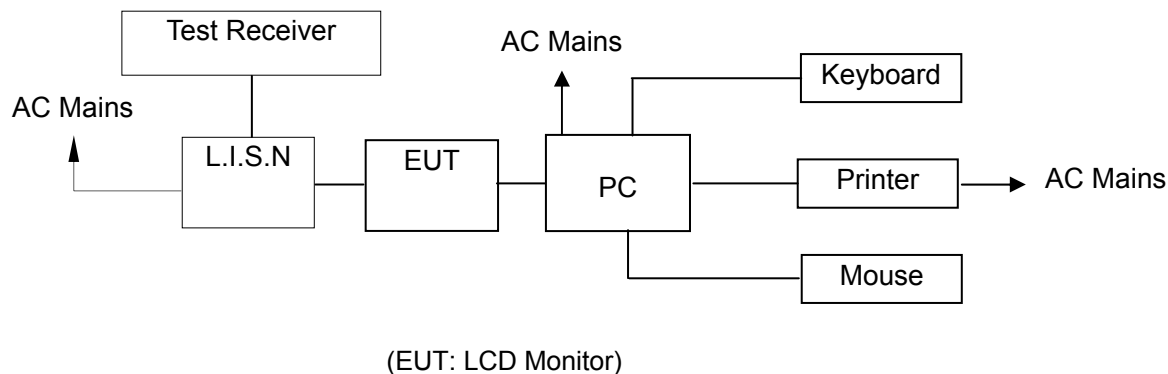 Test Receiver
AC Mains
Keyboard
AC Mains
L.I.S.N
EUT
PC
Printer
AC Mains
Mouse
(EUT: LCD Monitor)